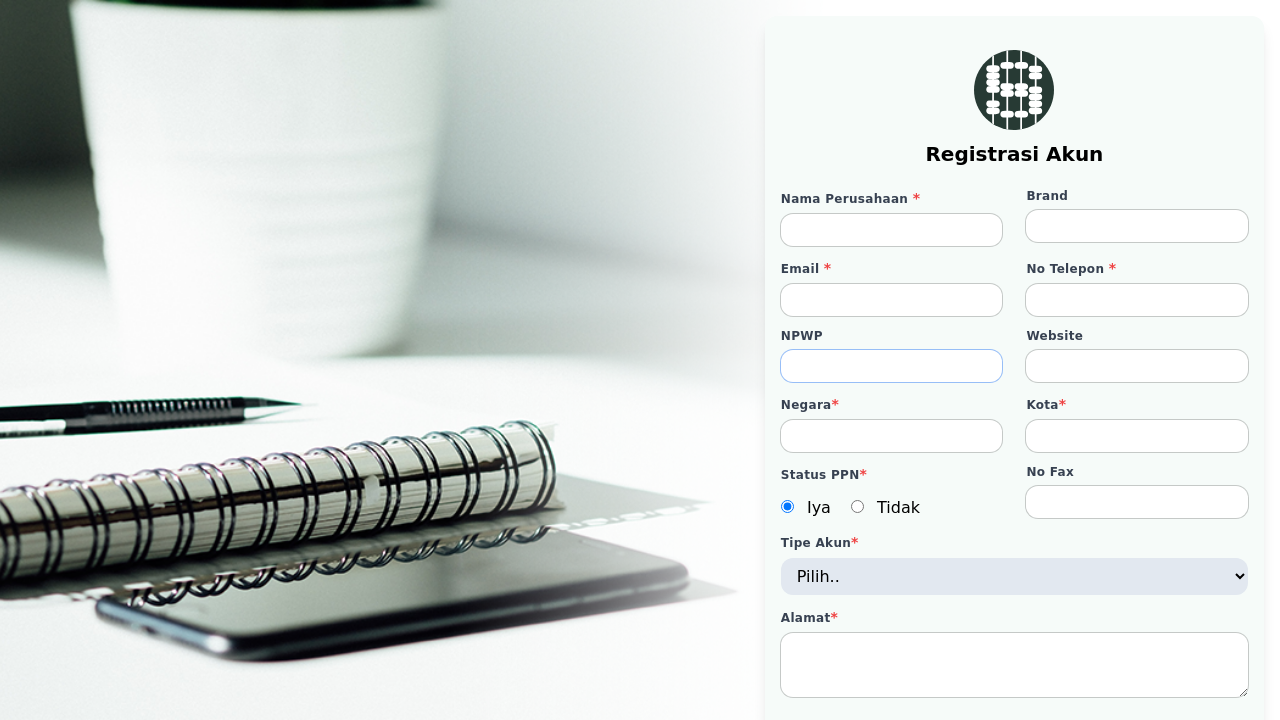 Registrasi Akun
Nama Perusahaan *
Brand
Email *
No Telepon *
NPWP
Website
Negara*
Kota*
Status PPN*
No Fax
Iya
Tidak
Tipe Akun*
Pilih..
Alamat*